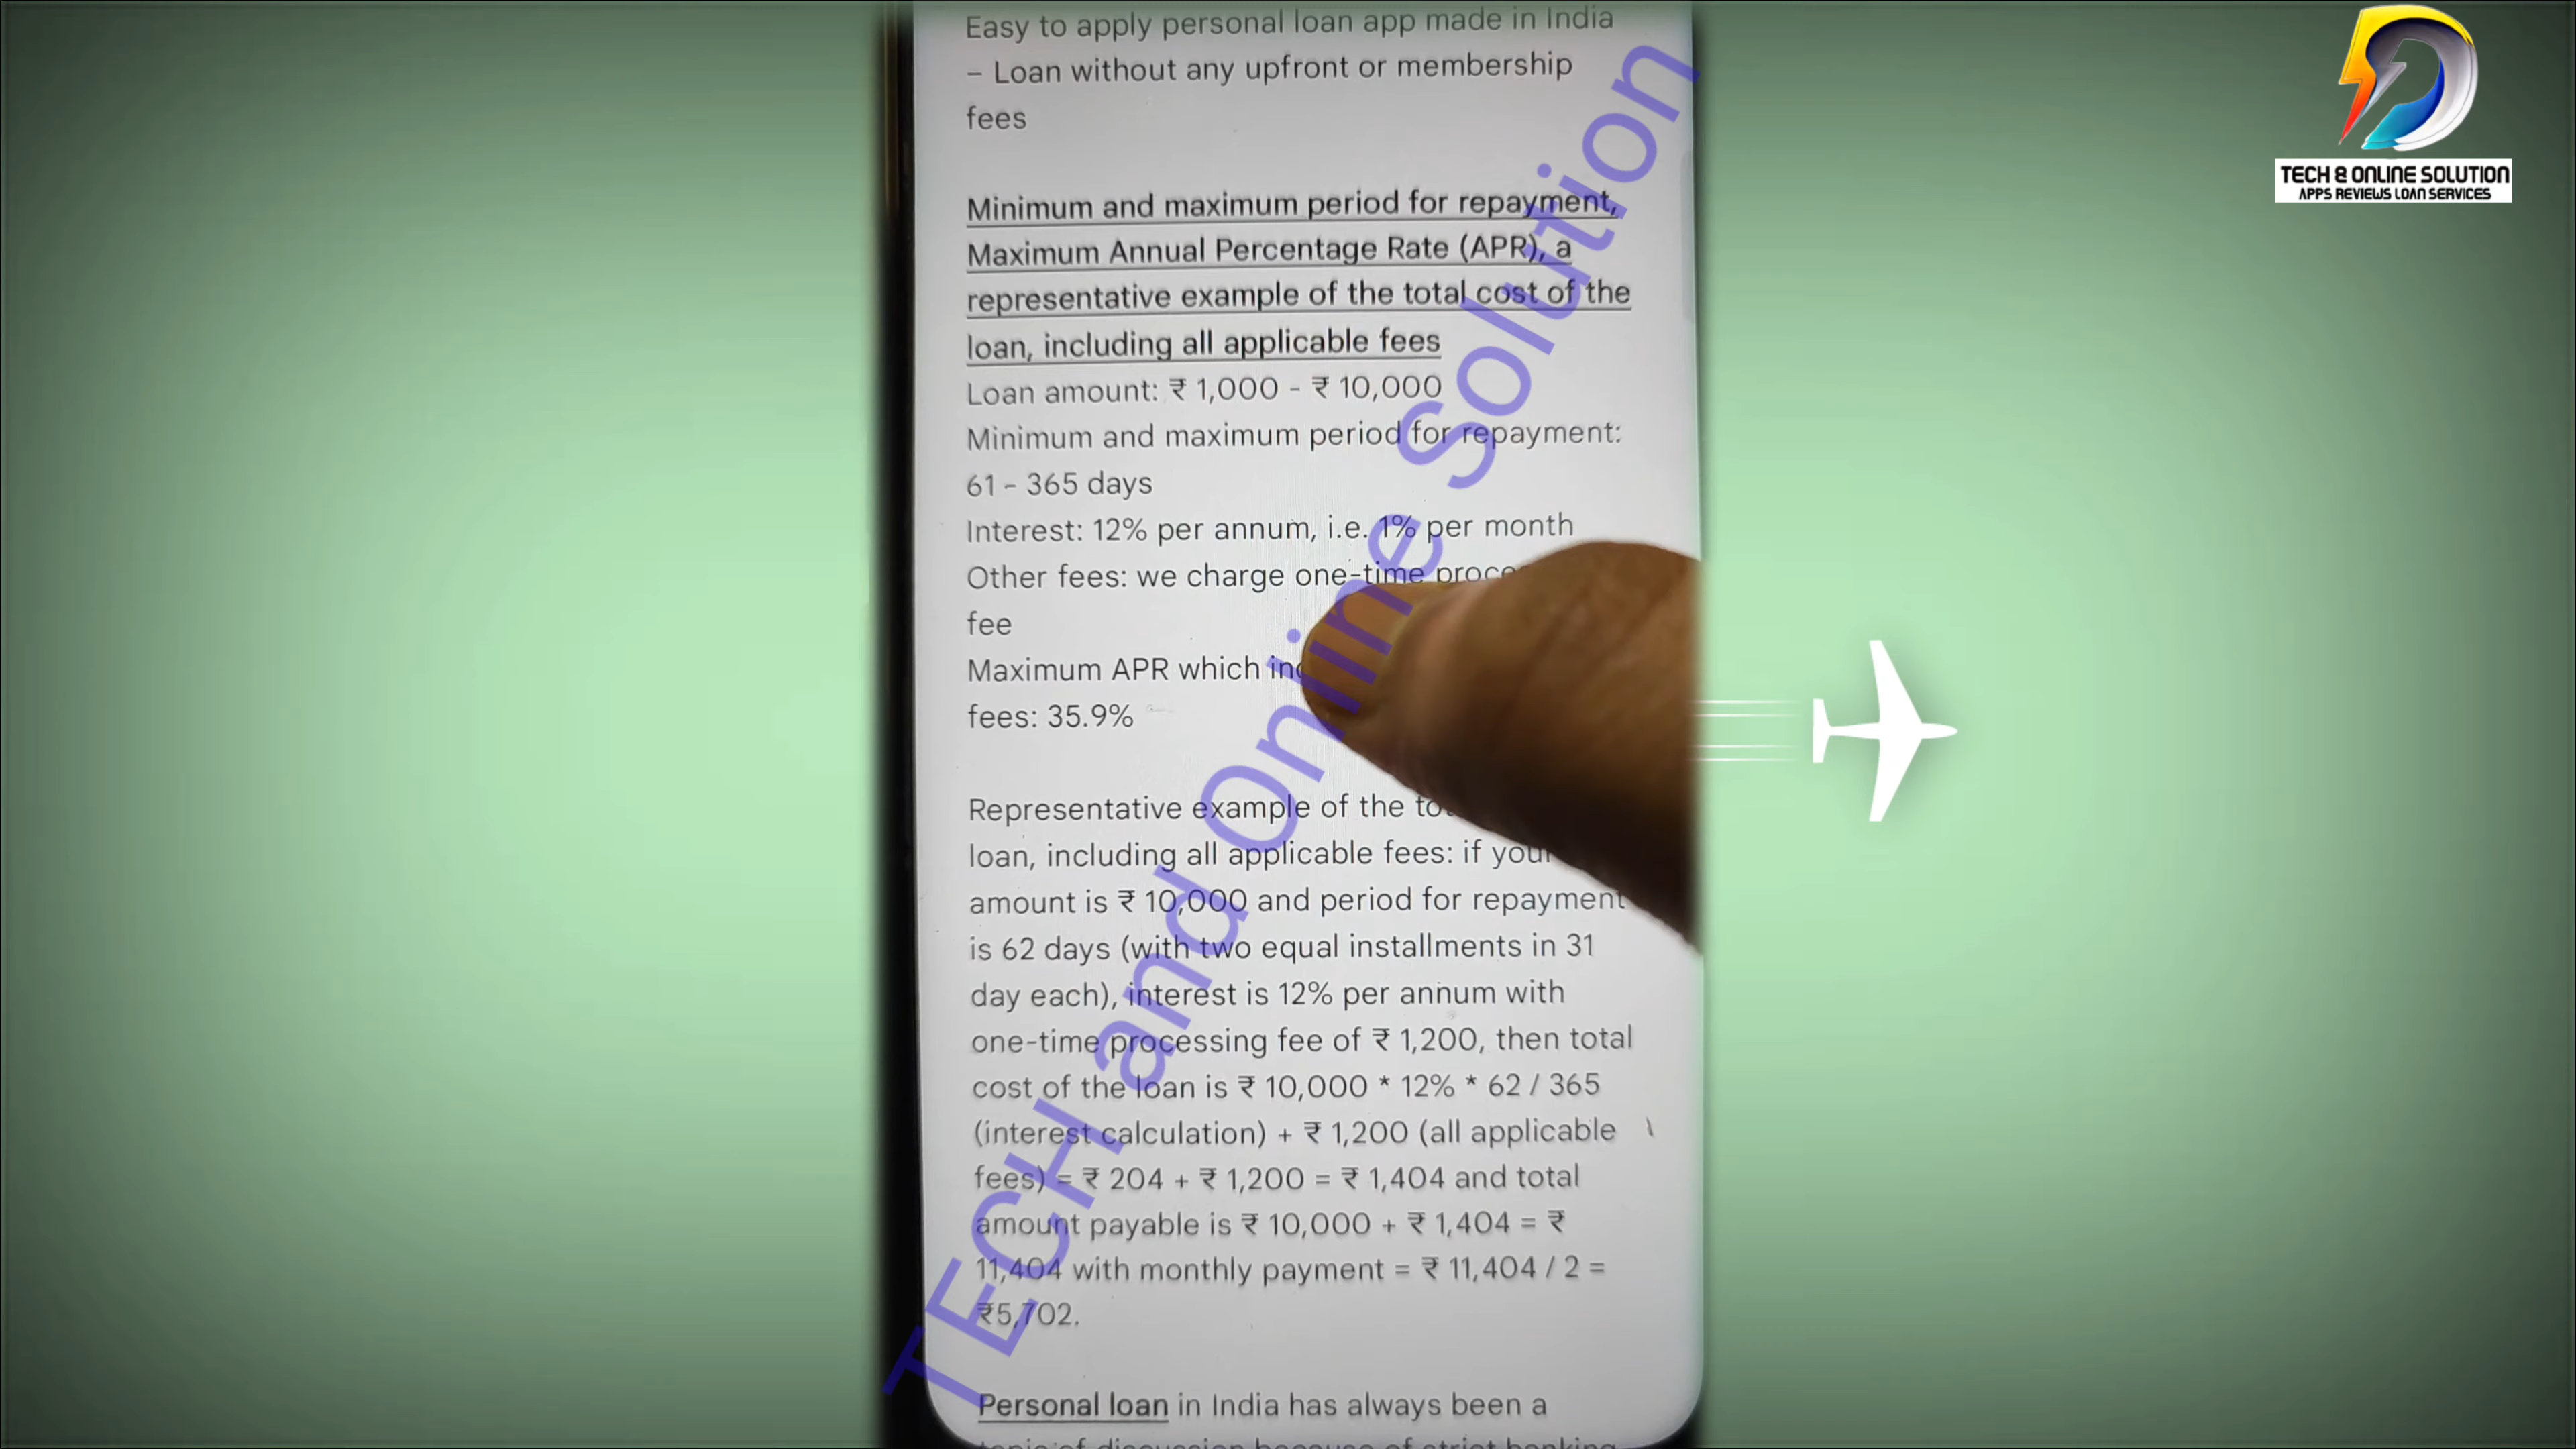 Easy to apply personal loan app made in India
– Loan without any upfront or membership
fees
Minimum and maximum period for repayment,
Maximum Annual Percentage Rate (APR), a
representative example of the total cost of the
loan, including all applicable fees
Loan amount: ₹ 1,000 - ₹ 10,000
Minimum and maximum period for repayment:
61 - 365 days
Interest: 12% per annum, i.e. 1% per month
Other fees: we charge one-time
fee
Maximum APR which
fees: 35.9%
Representative example of the
loan, including all applicable fees: if your
amount is ₹ 10,000 and period for repayment
is 62 days (with two equal installments in 31
day each), interest is 12% per annum with
one-time processing fee of ₹ 1,200, then total
cost of the loan is ₹ 10,000 * 12% * 62 / 365
(interest calculation) + ₹ 1,200 (all applicable
fees) = ₹ 204 + ₹ 1,200 = ₹ 1,404 and total
amount payable is ₹ 10,000 + ₹ 1,404 = ₹
11,404 with monthly payment = ₹ 11,404 / 2 =
₹5,702.
Personal loan in India has always been a
TECH and Online Solution
TECH & ONLINE SOLUTION
APPS REVIEWS LOAN SERVICES